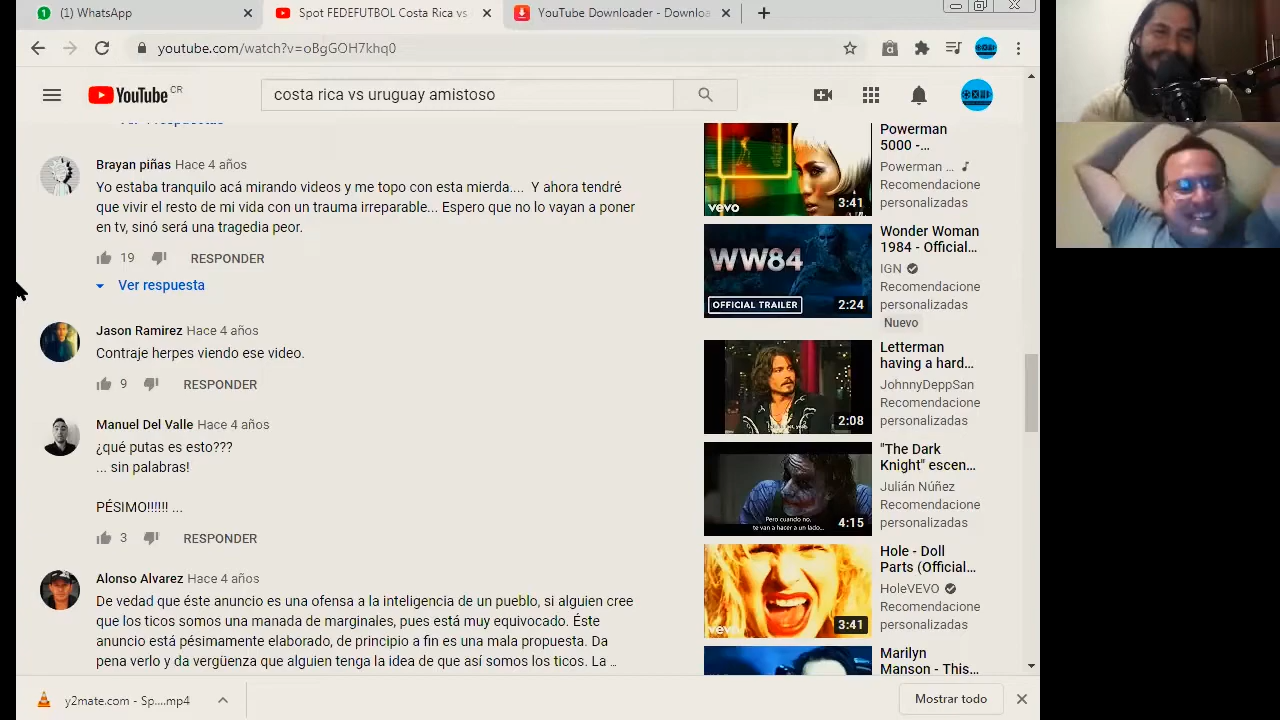 (1) WhatsApp
Spot FEDEFUTBOL Costa Rica vs
YouTube Downloader - Downloa
youtube.com/watch?v=oBgGOH7khq0
YouTube CR
costa rica vs uruguay amistoso
Brayan piñas Hace 4 años
Yo estaba tranquilo acá mirando videos y me topo con esta mierda.... Y ahora tendré
que vivir el resto de mi vida con un trauma irreparable... Espero que no lo vayan a poner
en tv, sinó será una tragedia peor.
19 RESPONDER
Ver respuesta
Jason Ramirez Hace 4 años
Contraje herpes viendo ese video.
9 RESPONDER
Manuel Del Valle Hace 4 años
¿qué putas es esto???
... sin palabras!
PÉSIMO!!!!!! ...
3 RESPONDER
Alonso Alvarez Hace 4 años
De vedad que éste anuncio es una ofensa a la inteligencia de un pueblo, si alguien cree
que los ticos somos una manada de marginales, pues está muy equivocado. Éste
anuncio está pésimamente elaborado, de principio a fin es una mala propuesta. Da
pena verlo y da vergüenza que alguien tenga la idea de que así somos los ticos. La ..
vevo
3:41
Powerman
5000 -...
Powerman ...
Recomendacione
personalizadas
WW84
OFFICIAL TRAILER
2:24
Wonder Woman
1984 - Official...
IGN
Recomendacione
personalizadas
Nuevo
2:08
Letterman
having a hard...
JohnnyDeppSan
Recomendacione
personalizadas
Pero cuando no,
te van a hacer a un lado...
4:15
"The Dark
Knight" escen...
Julián Núñez
Recomendacione
personalizadas
vevo
3:41
Hole - Doll
Parts (Official...
HoleVEVO
Recomendacione
personalizadas
Marilyn
Manson - This...
y2mate.com - Sp....mp4
Mostrar todo